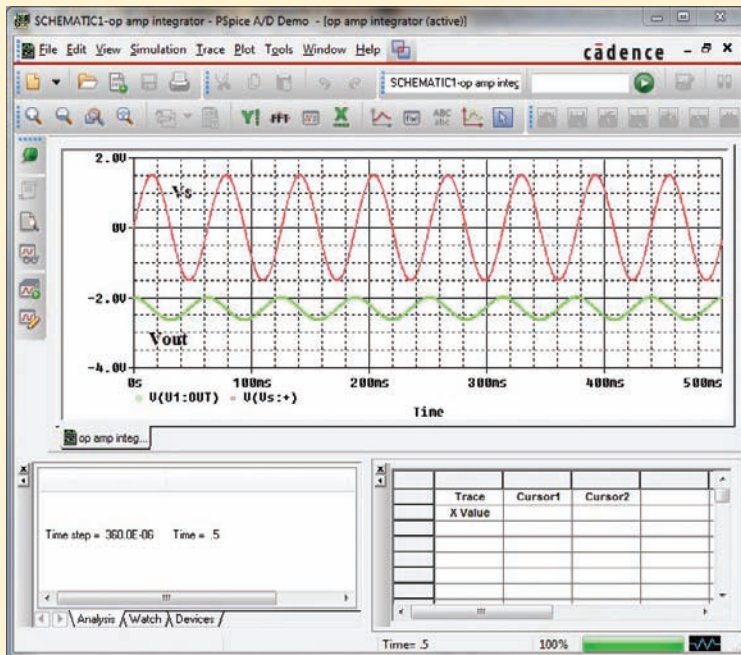 SCHEMATIC1-op amp integrator - PSpice A/D Demo - [op amp integrator (active)]
File Edit View Simulation Trace Plot Tools Window Help
cādence
SCHEMATIC1-op amp integ
2.0V
Vs
0V
-2.0V
Vout
-4.0V
0s 100ms 200ms 300ms 400ms 500ms
V(U1:OUT) V(Vs:+)
Time
op amp integ...
Trace Cursor1 Cursor2
X Value
Time step = 360.0E-06 Time = .5
Analysis Watch Devices
Time= .5 100%